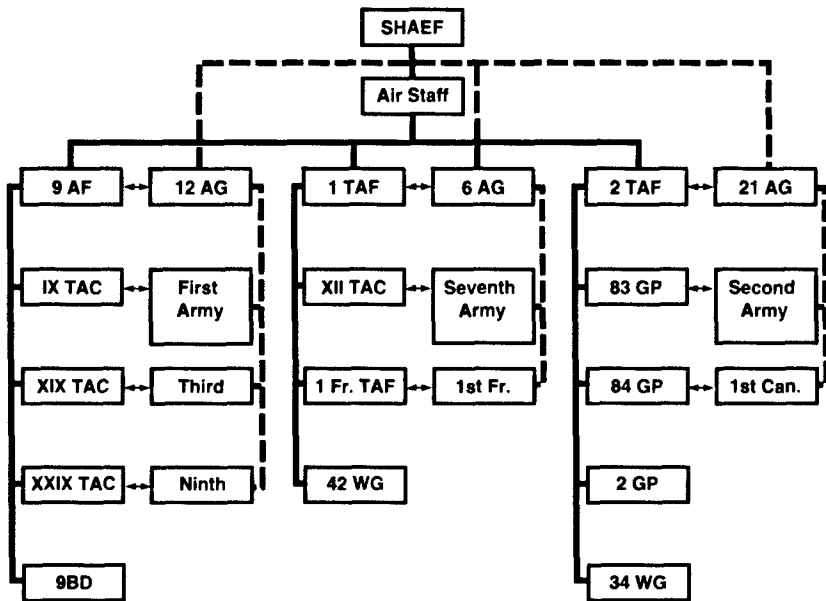 SHAEF
Air Staff
9 AF
12 AG
1 TAF
6 AG
2 TAF
21 AG
IX TAC
First
Army
XII TAC
Seventh
Army
83 GP
Second
Army
XIX TAC
Third
1 Fr. TAF
1st Fr.
84 GP
1st Can.
XXIX TAC
Ninth
42 WG
2 GP
9BD
34 WG